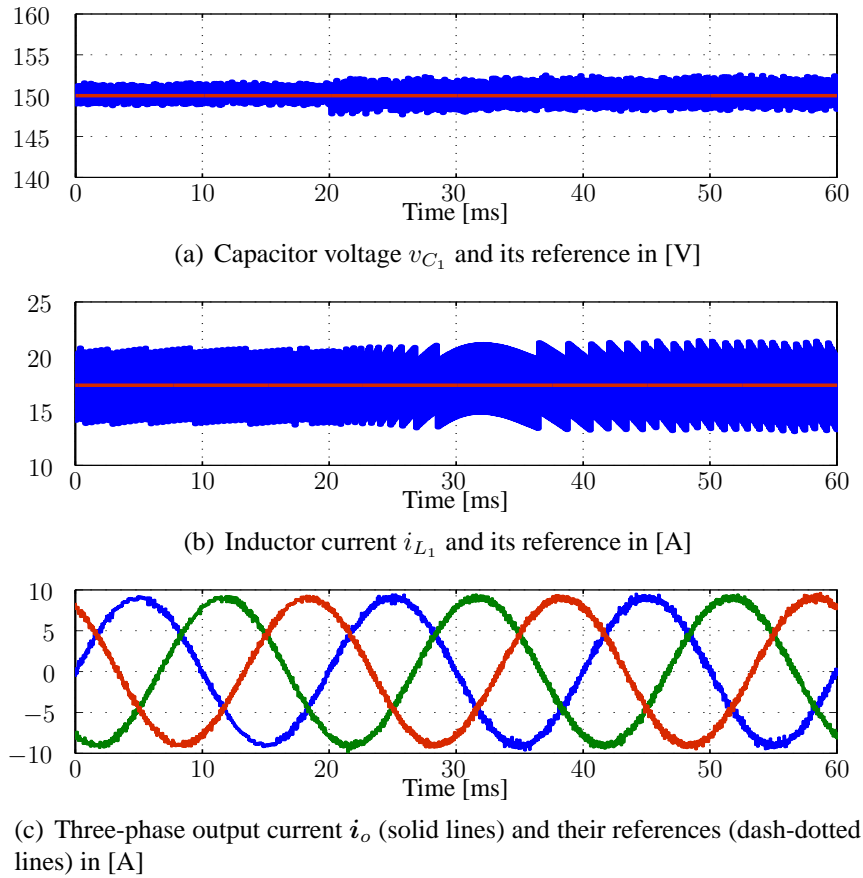 160
155
150
145
140
0 10 20 30 40 50 60
Time [ms]
(a) Capacitor voltage v_{C_1} and its reference in [V]
25
20
15
10
0 10 20 30 40 50 60
Time [ms]
(b) Inductor current i_{L_1} and its reference in [A]
10
5
0
−5
−10
0 10 20 30 40 50 60
Time [ms]
(c) Three-phase output current i_o (solid lines) and their references (dash-dotted
lines) in [A]